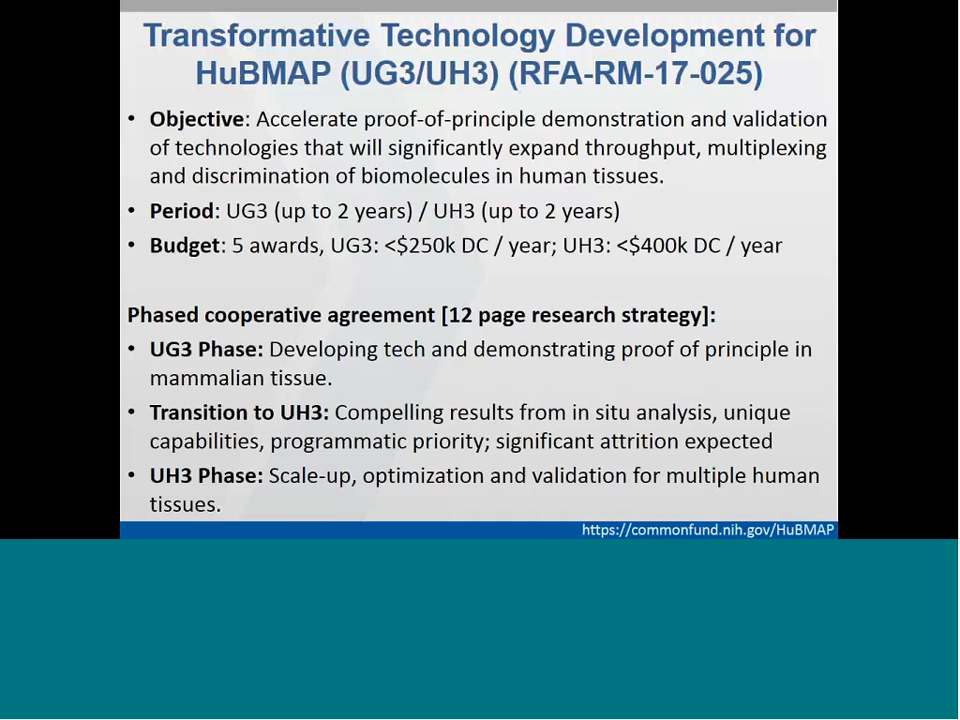 Transformative Technology Development for
HuBMAP (UG3/UH3) (RFA-RM-17-025)
• Objective: Accelerate proof-of-principle demonstration and validation
of technologies that will significantly expand throughput, multiplexing
and discrimination of biomolecules in human tissues.
• Period: UG3 (up to 2 years) / UH3 (up to 2 years)
• Budget: 5 awards, UG3: <$250k DC / year; UH3: <$400k DC / year
Phased cooperative agreement [12 page research strategy]:
• UG3 Phase: Developing tech and demonstrating proof of principle in
mammalian tissue.
• Transition to UH3: Compelling results from in situ analysis, unique
capabilities, programmatic priority; significant attrition expected
• UH3 Phase: Scale-up, optimization and validation for multiple human
tissues.
https://commonfund.nih.gov/HuBMAP